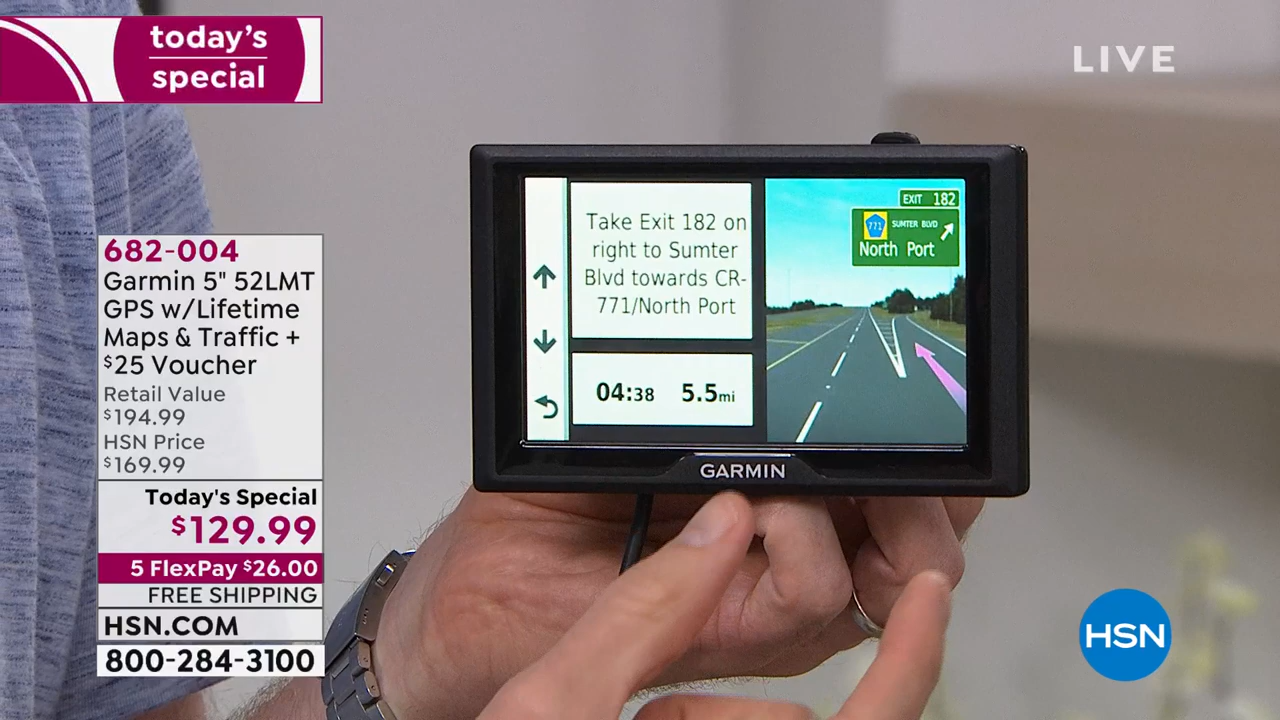 today's
special
LIVE
682-004
Garmin 5" 52LMT
GPS w/Lifetime
Maps & Traffic +
$25 Voucher
Retail Value
$194.99
HSN Price
$169.99
Today's Special
$129.99
5 FlexPay $26.00
FREE SHIPPING
HSN.COM
800-284-3100
Take Exit 182 on
right to Sumter
Blvd towards CR-
771/North Port
04:38 5.5mi
EXIT 182
771 SUMTER BLVD
North Port
GARMIN
HSN